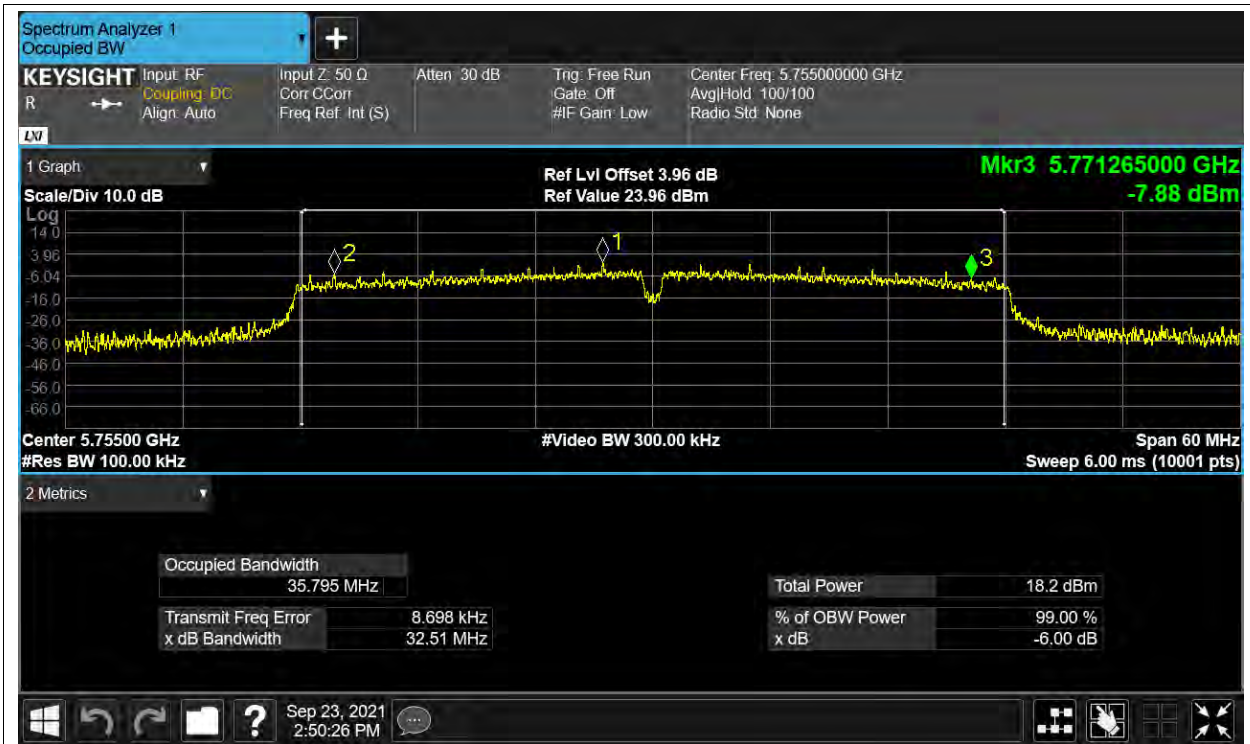 Spectrum Analyzer 1
Occupied BW
+
KEYSIGHT
R
LXI
Input: RF
Coupling: DC
Align: Auto
Input Z: 50 Ω
Corr CCorr
Freq Ref: Int (S)
Atten: 30 dB
Trig: Free Run
Gate: Off
#IF Gain: Low
Center Freq: 5.755000000 GHz
Avg|Hold: 100/100
Radio Std: None
1 Graph
Scale/Div 10.0 dB
Ref Lvl Offset 3.96 dB
Ref Value 23.96 dBm
Mkr3 5.771265000 GHz
-7.88 dBm
Log
14.0
3.96
-6.04
-16.0
-26.0
-36.0
-46.0
-56.0
-66.0
2
1
3
Center 5.75500 GHz
#Res BW 100.00 kHz
#Video BW 300.00 kHz
Span 60 MHz
Sweep 6.00 ms (10001 pts)
2 Metrics
Occupied Bandwidth
35.795 MHz
Transmit Freq Error 8.698 kHz
x dB Bandwidth 32.51 MHz
Total Power 18.2 dBm
% of OBW Power 99.00 %
x dB -6.00 dB
?
Sep 23, 2021
2:50:26 PM